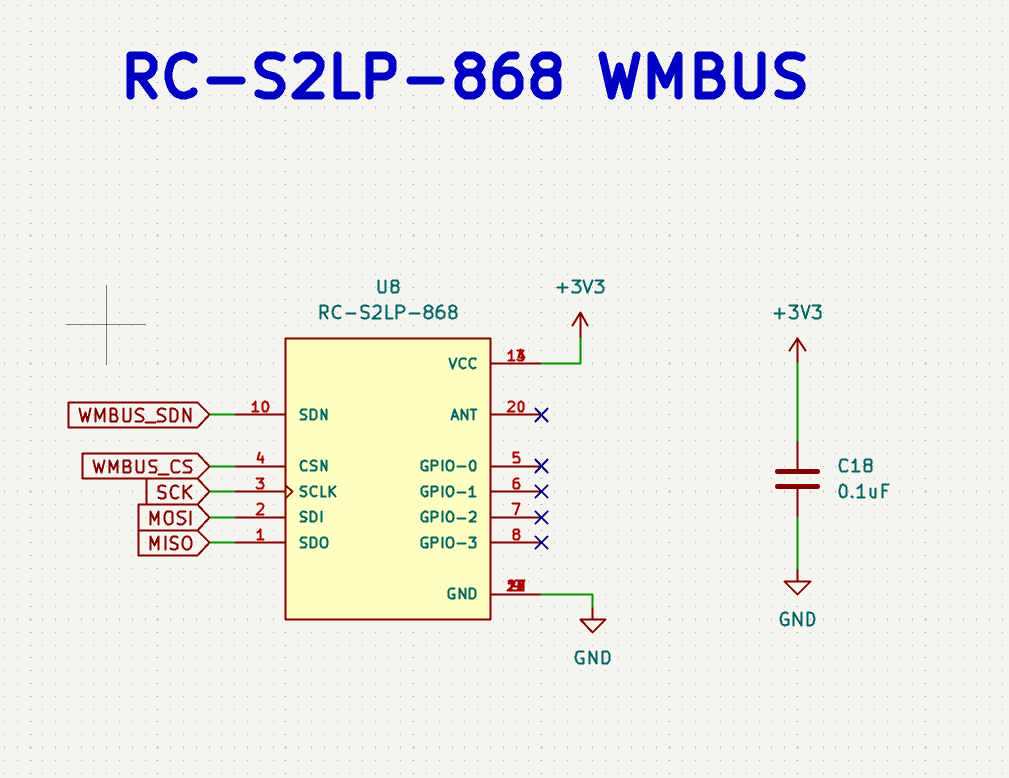 RC-S2LP-868 WMBUS
U8
RC-S2LP-868
+3V3
+3V3
VCC
WMBUS_SDN 10 SDN
ANT 20
WMBUS_CS 4 CSN
GPIO-0 5
SCK 3 SCLK
GPIO-1 6
MOSI 2 SDI
GPIO-2 7
MISO 1 SDO
GPIO-3 8
C18
0.1uF
GND
GND
GND